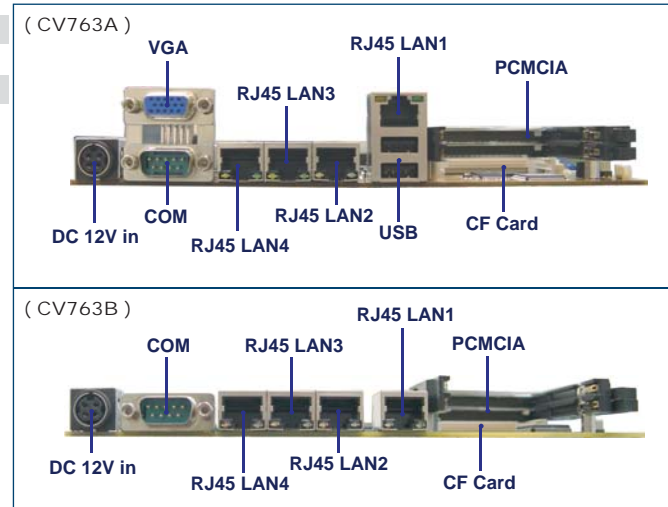 ( CV763A )
VGA
RJ45 LAN1
PCMCIA
RJ45 LAN3
COM
RJ45 LAN2
USB
CF Card
DC 12V in
RJ45 LAN4
( CV763B )
RJ45 LAN1
COM
RJ45 LAN3
PCMCIA
DC 12V in
RJ45 LAN4
RJ45 LAN2
CF Card